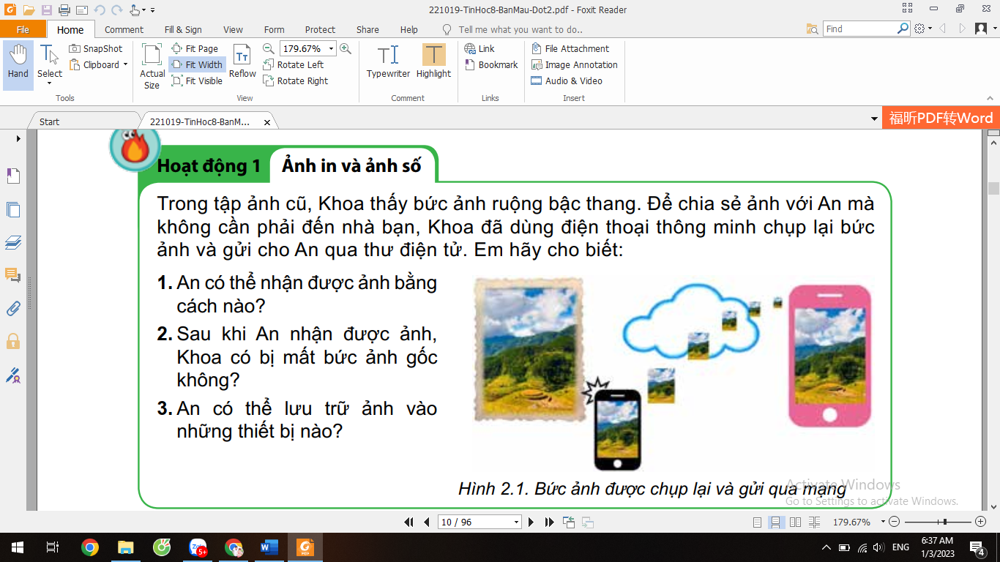 221019-TinHoc8-BanMau-Dot2.pdf - Foxit Reader
File Home Comment Fill & Sign View Form Protect Share Help Tell me what you want to do.. Find
Hand
Select
SnapShot
Clipboard
Tools
Actual Size
Fit Page
Fit Width
Fit Visible
Reflow
179.67%
Rotate Left
Rotate Right
View
Typewriter
Highlight
Comment
Link
Bookmark
Links
File Attachment
Image Annotation
Audio & Video
Insert
Start 221019-TinHoc8-BanM... 福昕PDF转Word
Hoạt động 1 Ảnh in và ảnh số
Trong tập ảnh cũ, Khoa thấy bức ảnh ruộng bậc thang. Để chia sẻ ảnh với An mà
không cần phải đến nhà bạn, Khoa đã dùng điện thoại thông minh chụp lại bức
ảnh và gửi cho An qua thư điện tử. Em hãy cho biết:
1. An có thể nhận được ảnh bằng
cách nào?
2. Sau khi An nhận được ảnh,
Khoa có bị mất bức ảnh gốc
không?
3. An có thể lưu trữ ảnh vào
những thiết bị nào?
Hình 2.1. Bức ảnh được chụp lại và gửi qua mạng
Activate Windows
Go to Settings to activate Windows.
10 / 96 179.67%
5+
PDF
ENG
6:37 AM
1/3/2023
4